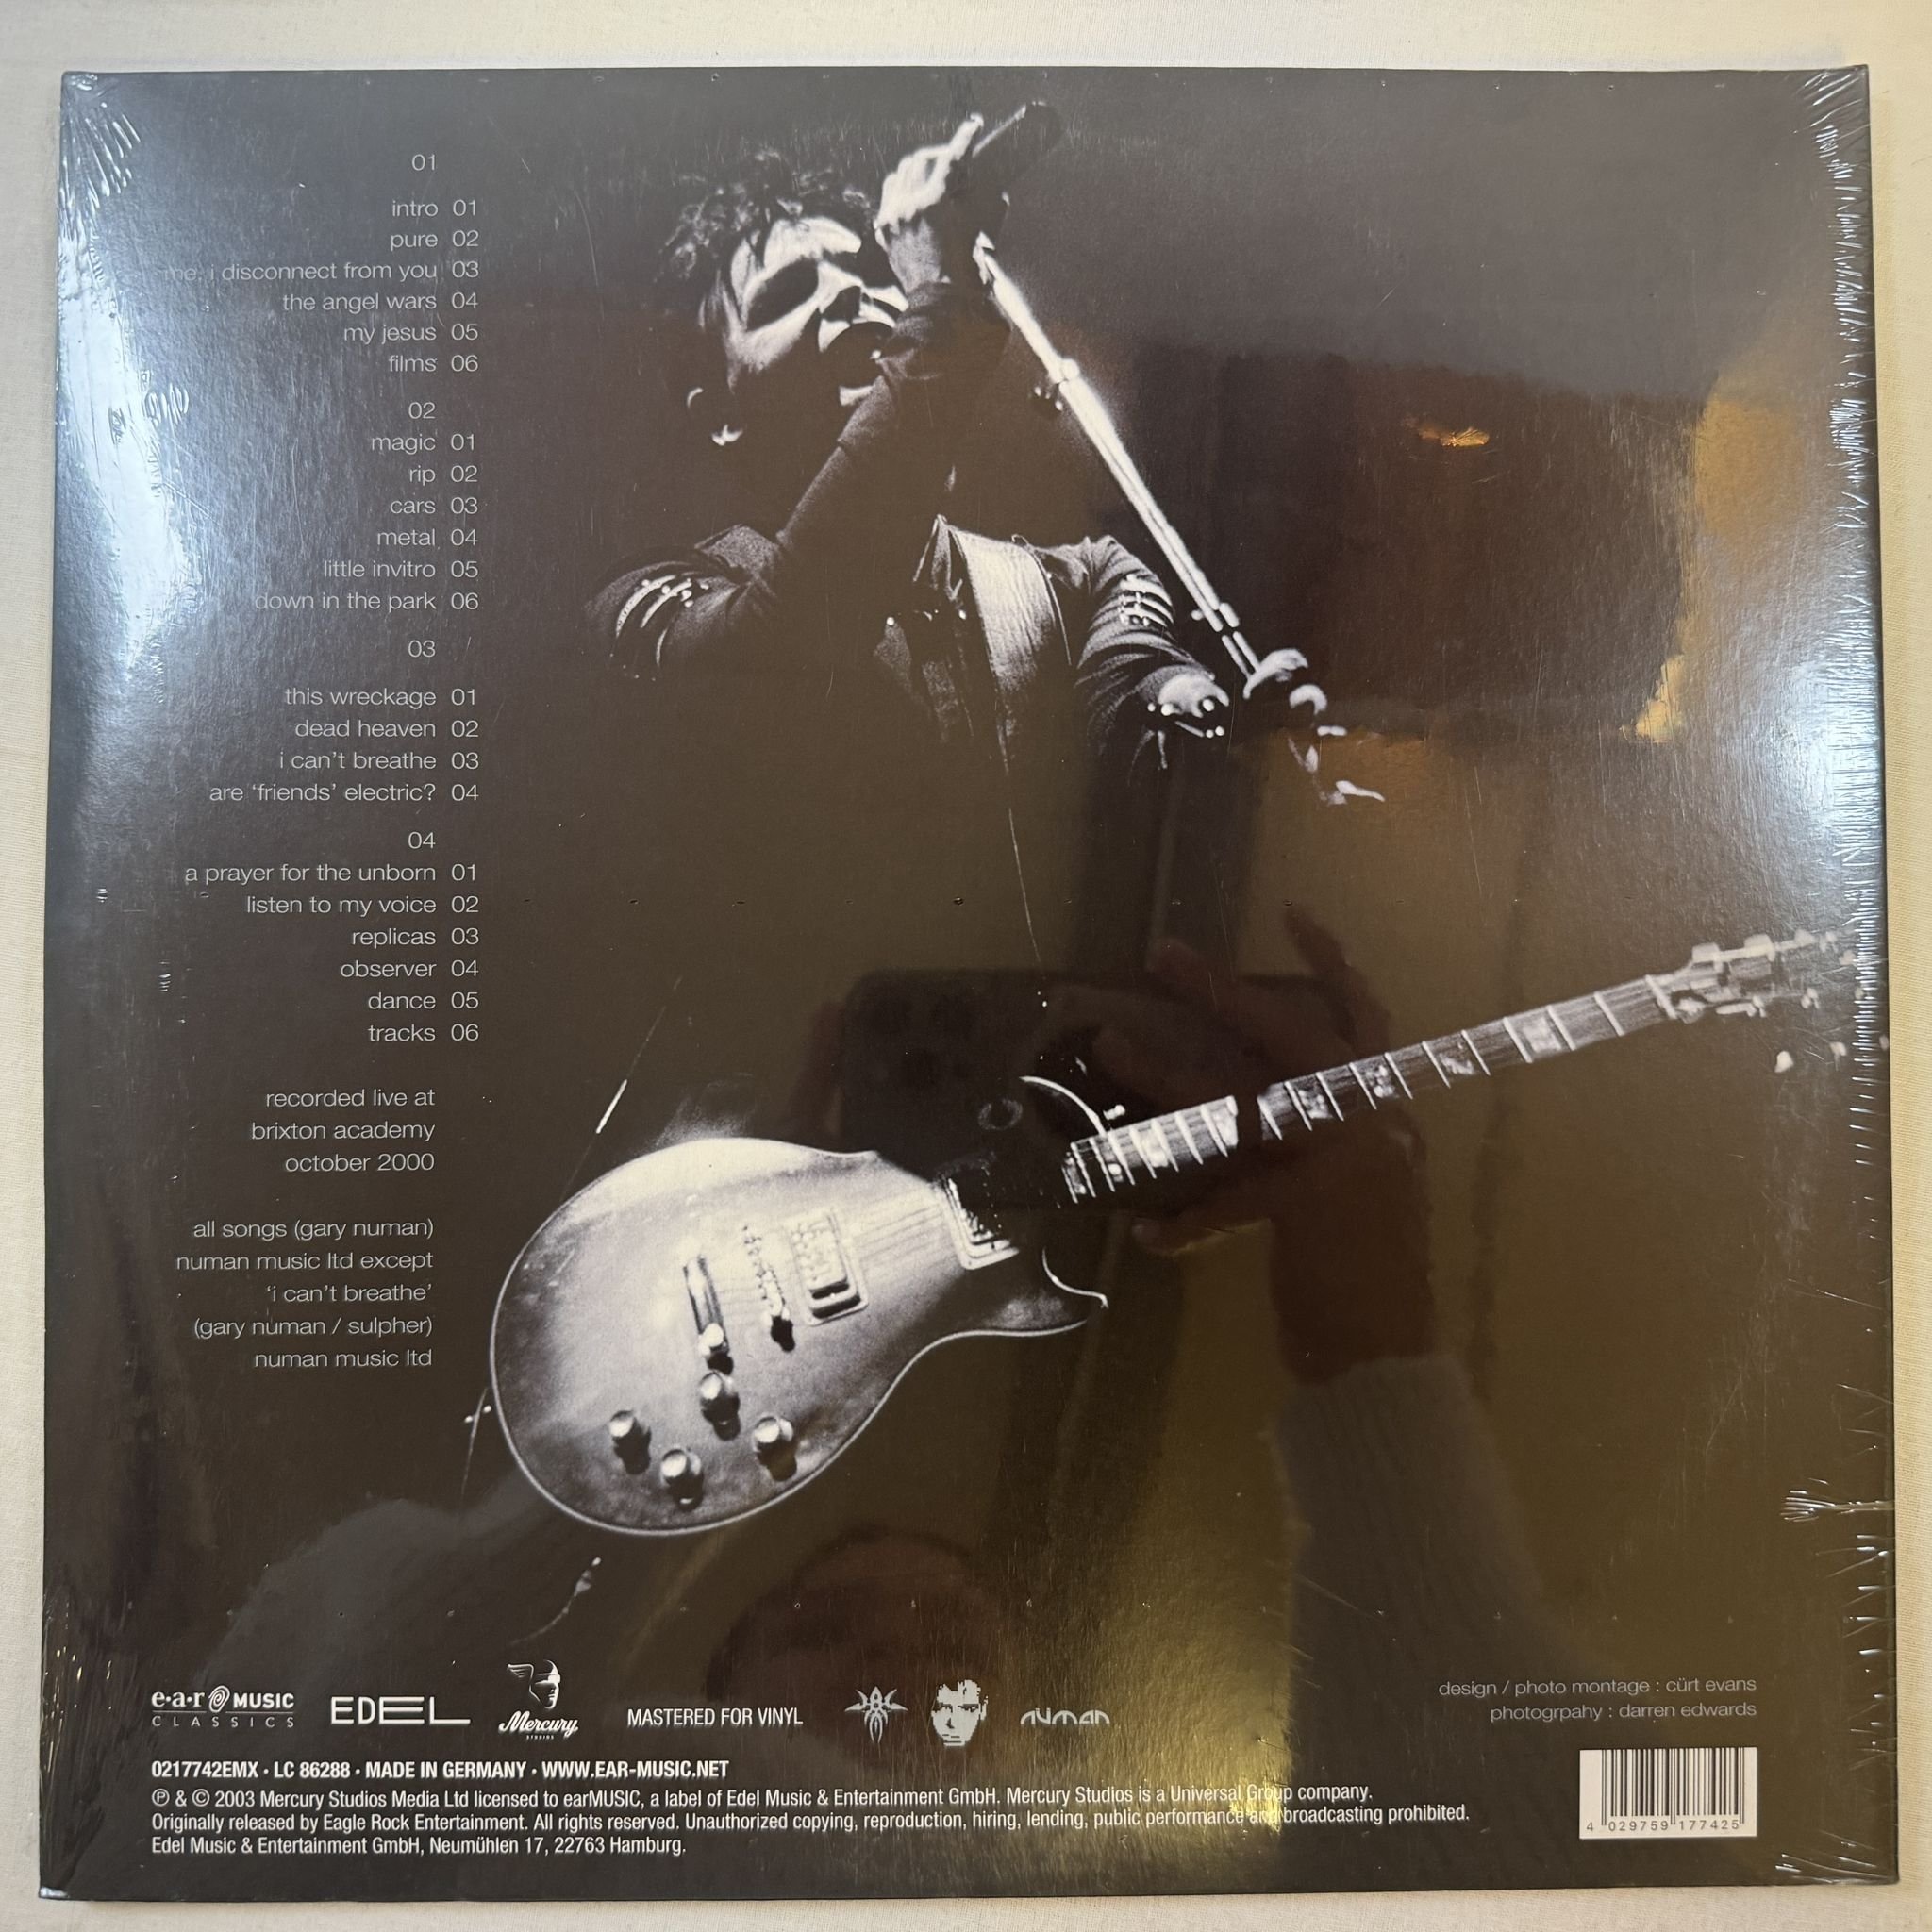 01
intro 01
pure 02
me, i disconnect from you 03
the angel wars 04
my jesus 05
films 06
02
magic 01
rip 02
cars 03
metal 04
little invitro 05
down in the park 06
03
this wreckage 01
dead heaven 02
i can't breathe 03
are 'friends' electric? 04
04
a prayer for the unborn 01
listen to my voice 02
replicas 03
observer 04
dance 05
tracks 06
recorded live at
brixton academy
october 2000
all songs (gary numan)
numan music ltd except
'i can't breathe'
(gary numan / sulpher)
numan music ltd
design / photo montage : cürt evans
photogrpahy : darren edwards
e·a·r MUSIC
CLASSICS
EDEL
Mercury
STUDIOS
MASTERED FOR VINYL
numan
0217742EMX · LC 86288 · MADE IN GERMANY · WWW.EAR-MUSIC.NET
℗ & © 2003 Mercury Studios Media Ltd licensed to earMUSIC, a label of Edel Music & Entertainment GmbH. Mercury Studios is a Universal Group company.
Originally released by Eagle Rock Entertainment. All rights reserved. Unauthorized copying, reproduction, hiring, lending, public performance and broadcasting prohibited.
Edel Music & Entertainment GmbH, Neumühlen 17, 22763 Hamburg.
4 029759 177425